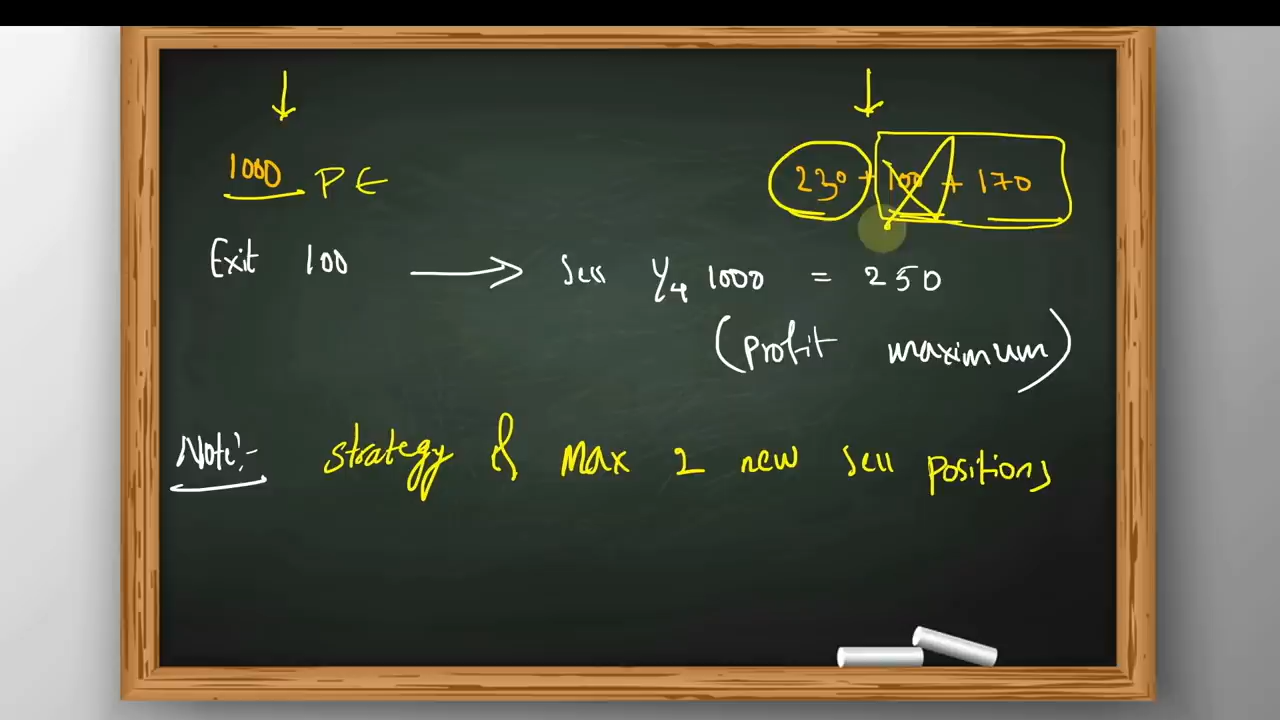 1000 PE 230 + 100 + 170
Exit 100 → Sell 1/4 1000 = 250
(profit maximum)
Note:- strategy & max 2 new sell positions